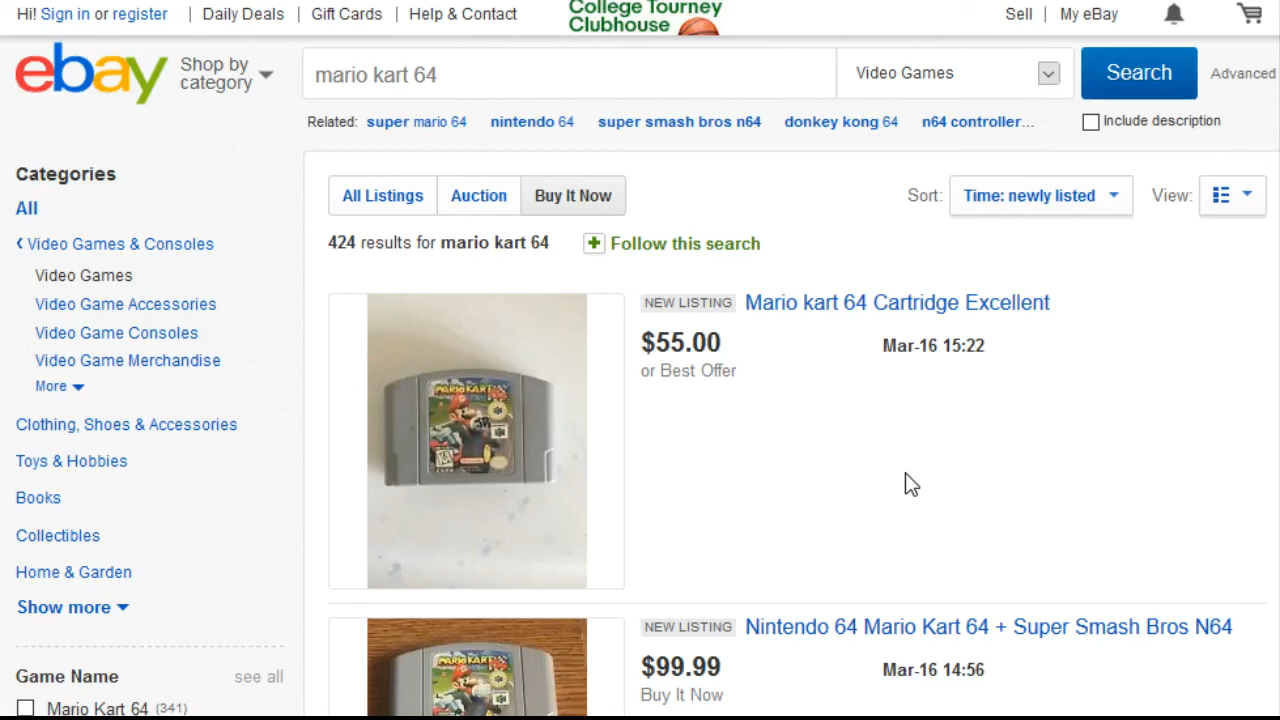 Hi! Sign in or register | Daily Deals | Gift Cards | Help & Contact
College Tourney
Clubhouse
Sell | My eBay
ebay
Shop by
category
mario kart 64
Video Games
Search
Advanced
Related: super mario 64 nintendo 64 super smash bros n64 donkey kong 64 n64 controller...
Include description
Categories
All
Video Games & Consoles
Video Games
Video Game Accessories
Video Game Consoles
Video Game Merchandise
More
Clothing, Shoes & Accessories
Toys & Hobbies
Books
Collectibles
Home & Garden
Show more
Game Name see all
Mario Kart 64 (341)
All Listings Auction Buy It Now
Sort: Time: newly listed View:
424 results for mario kart 64 Follow this search
MARIO KART 64
NEW LISTING Mario kart 64 Cartridge Excellent
$55.00 Mar-16 15:22
or Best Offer
MARIO KART 64
NEW LISTING Nintendo 64 Mario Kart 64 + Super Smash Bros N64
$99.99 Mar-16 14:56
Buy It Now